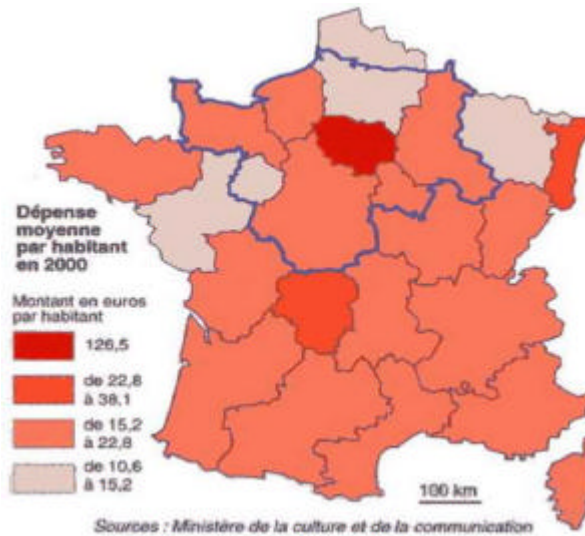 Dépense
moyenne
par habitant
en 2000
Montant en euros
par habitant
126,5
de 22,8
à 38,1
de 15,2
à 22,8
de 10,6
à 15,2
100 km
Sources : Ministère de la culture et de la communication